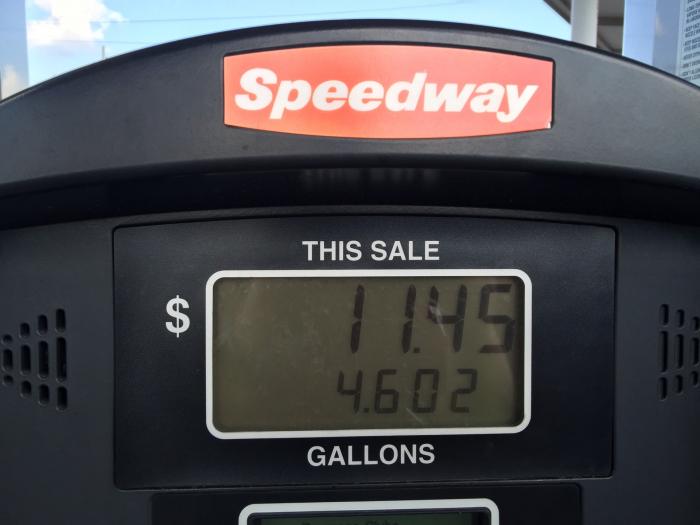 Speedway
THIS SALE
$ 11.45
4.602
GALLONS